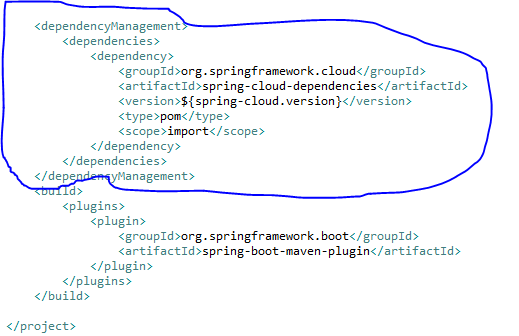 <dependencyManagement>
<dependencies>
<dependency>
<groupId>org.springframework.cloud</groupId>
<artifactId>spring-cloud-dependencies</artifactId>
<version>${spring-cloud.version}</version>
<type>pom</type>
<scope>import</scope>
</dependency>
</dependencies>
</dependencyManagement>
<build>
<plugins>
<plugin>
<groupId>org.springframework.boot</groupId>
<artifactId>spring-boot-maven-plugin</artifactId>
</plugin>
</plugins>
</build>
</project>